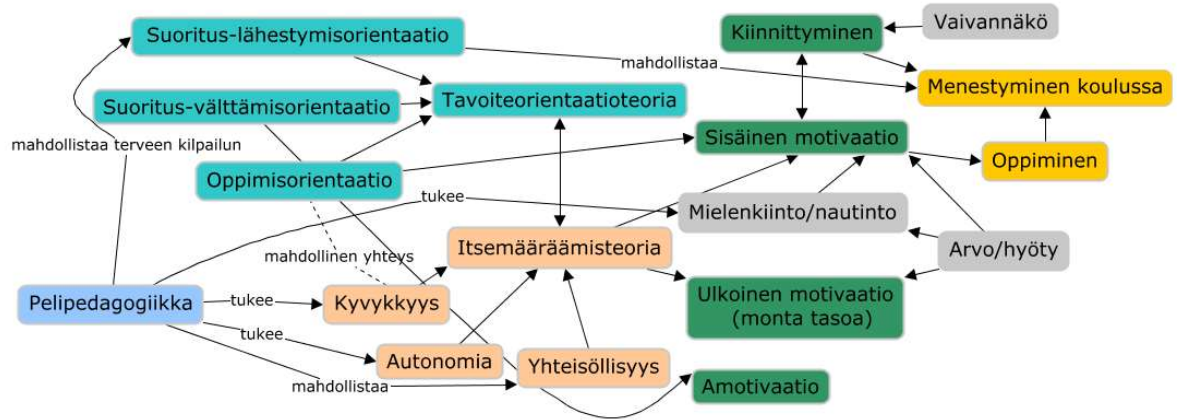 Suoritus-lähestymisorientaatio
Kiinnittyminen
Vaivannäkö
mahdollistaa
Menestyminen koulussa
Suoritus-välttämisorientaatio
Tavoiteorientaatioteoria
mahdollistaa terveen kilpailun
Sisäinen motivaatio
Oppiminen
Oppimisorientaatio
tukee
Mielenkiinto/nautinto
mahdollinen yhteys
Itsemääräämisteoria
Arvo/hyöty
Pelipedagogiikka
tukee
Kyvykkyys
Ulkoinen motivaatio
(monta tasoa)
tukee
Autonomia
Yhteisöllisyys
mahdollistaa
Amotivaatio